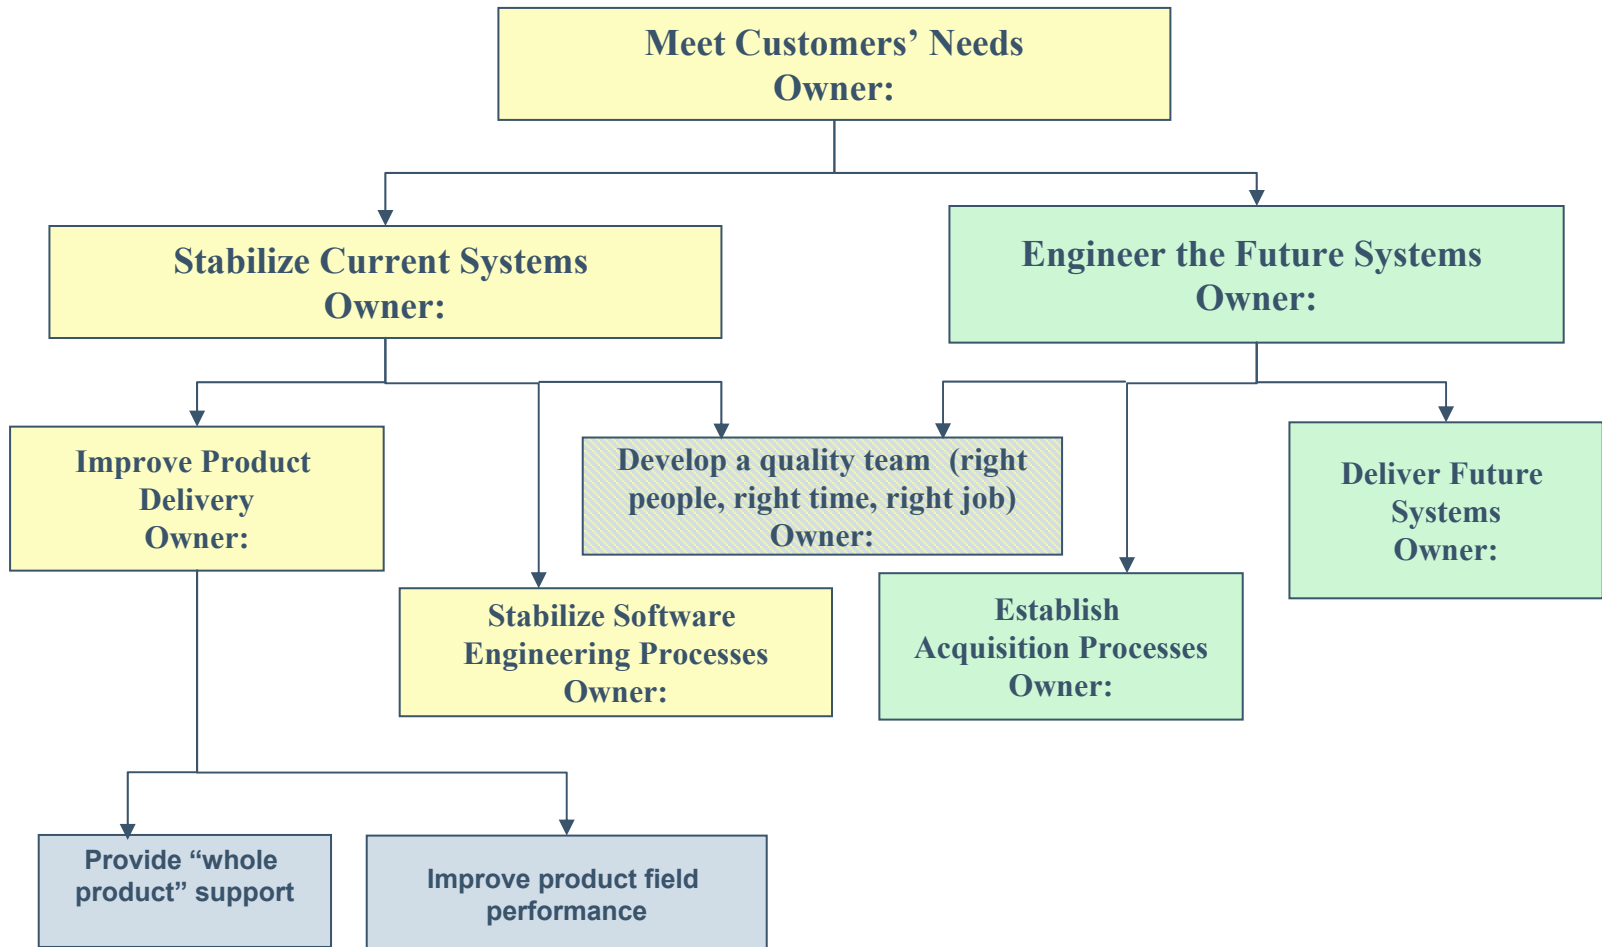 Meet Customers’ Needs
Owner:
Stabilize Current Systems
Owner:
Engineer the Future Systems
Owner:
Improve Product
Delivery
Owner:
Develop a quality team  (right
people, right time, right job)
Owner:
Deliver Future
Systems
Owner:
Stabilize Software
Engineering Processes
Owner:
Establish
Acquisition Processes
Owner:
Provide “whole
product” support
Improve product field
performance